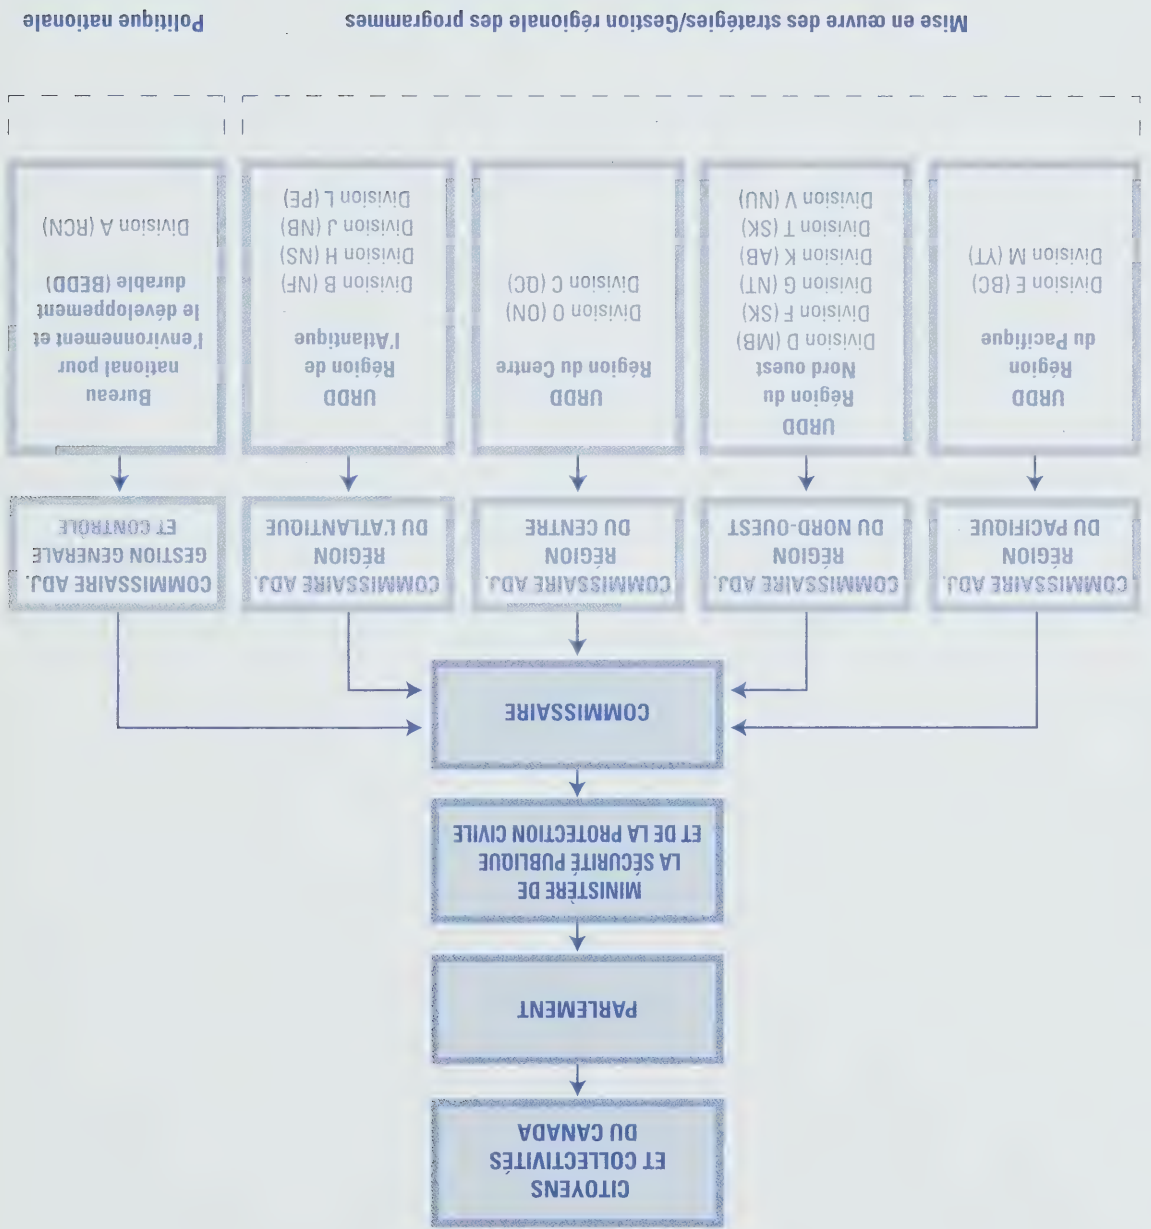 CITOYENS
ET COLLECTIVITÉS
DU CANADA
PARLEMENT
MINISTÈRE DE
LA SÉCURITÉ PUBLIQUE
ET DE LA PROTECTION CIVILE
COMMISSAIRE
COMMISSAIRE ADJ.
RÉGION
DU PACIFIQUE
COMMISSAIRE ADJ.
RÉGION
DU NORD-OUEST
COMMISSAIRE ADJ.
RÉGION
DU CENTRE
COMMISSAIRE ADJ.
RÉGION
DU L'ATLANTIQUE
COMMISSAIRE ADJ.
GESTION GÉNÉRALE
ET CONTRÔLE
URDD
Région
du Pacifique
Division E (BC)
Division M (YT)
URDD
Région du
Nord ouest
Division D (MB)
Division F (SK)
Division G (NT)
Division K (AB)
Division T (SK)
Division V (NU)
URDD
Région du Centre
Division O (ON)
Division C (QC)
URDD
Région de
l'Atlantique
Division B (NF)
Division H (NS)
Division J (NB)
Division L (PE)
Bureau
national pour
l'environnement et
le développement
durable (BEDD)
Division A (RCN)
Mise en œuvre des stratégies/Gestion régionale des programmes
Politique nationale